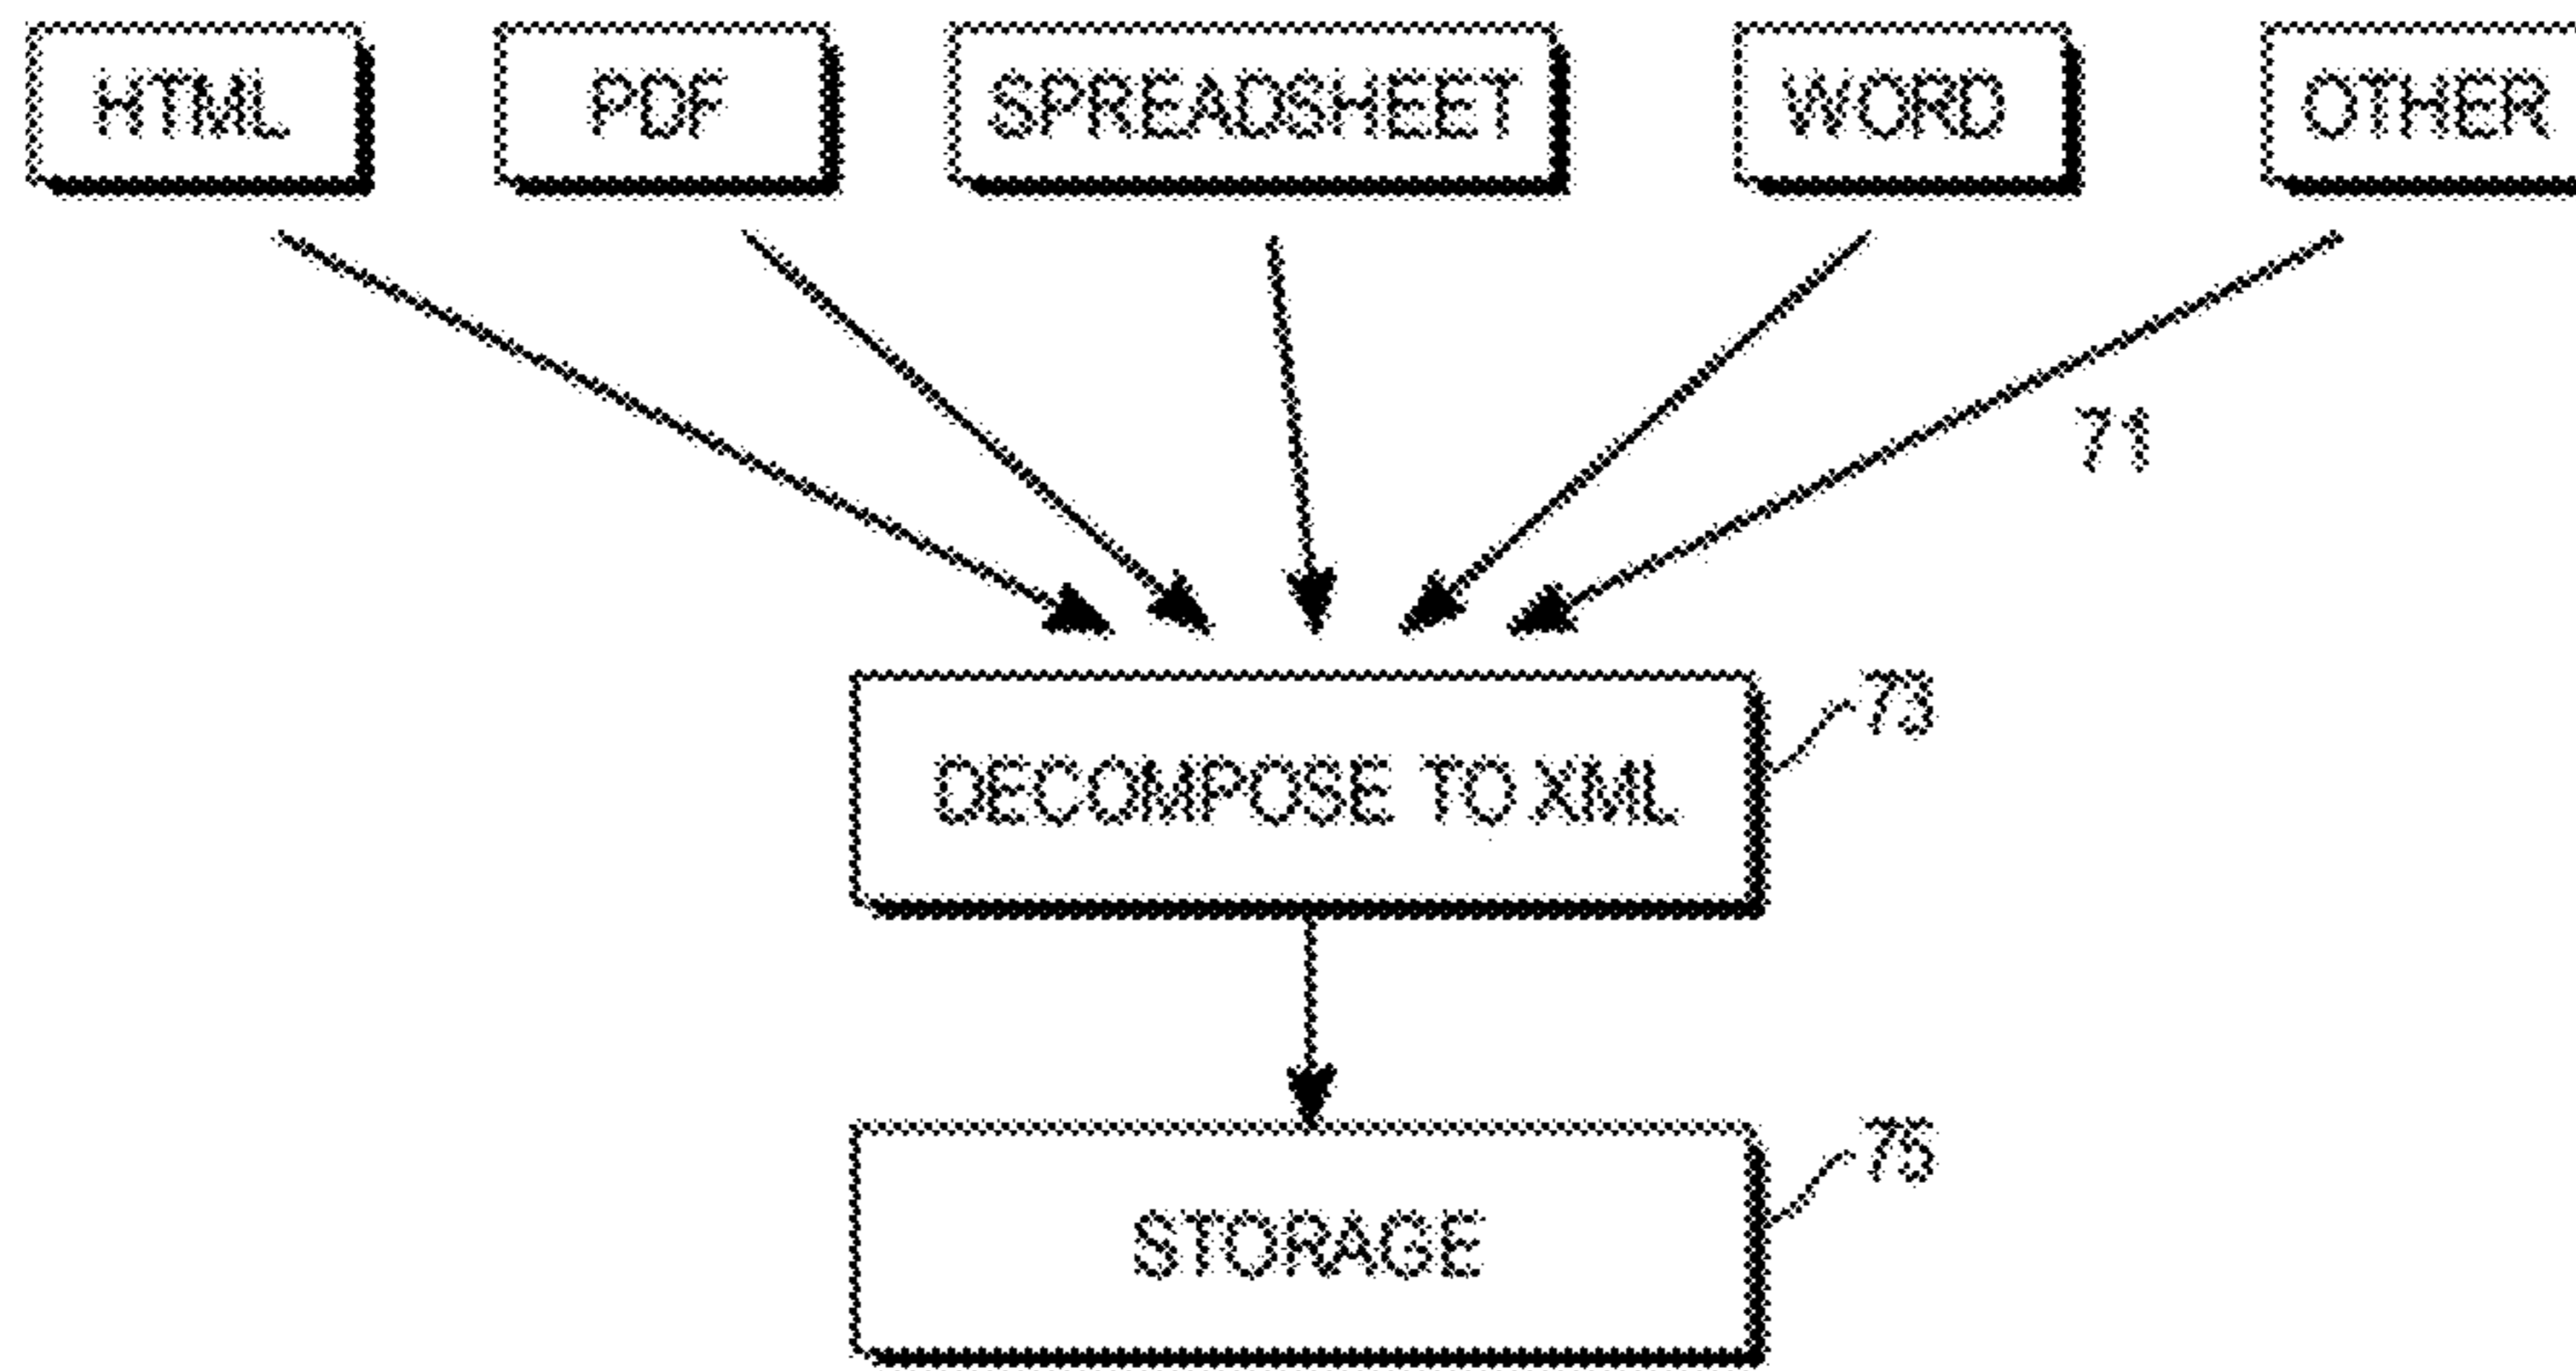 HTML PDF SPREADSHEET WORD OTHER
71
73
DECOMPOSE TO XML
75
STORAGE